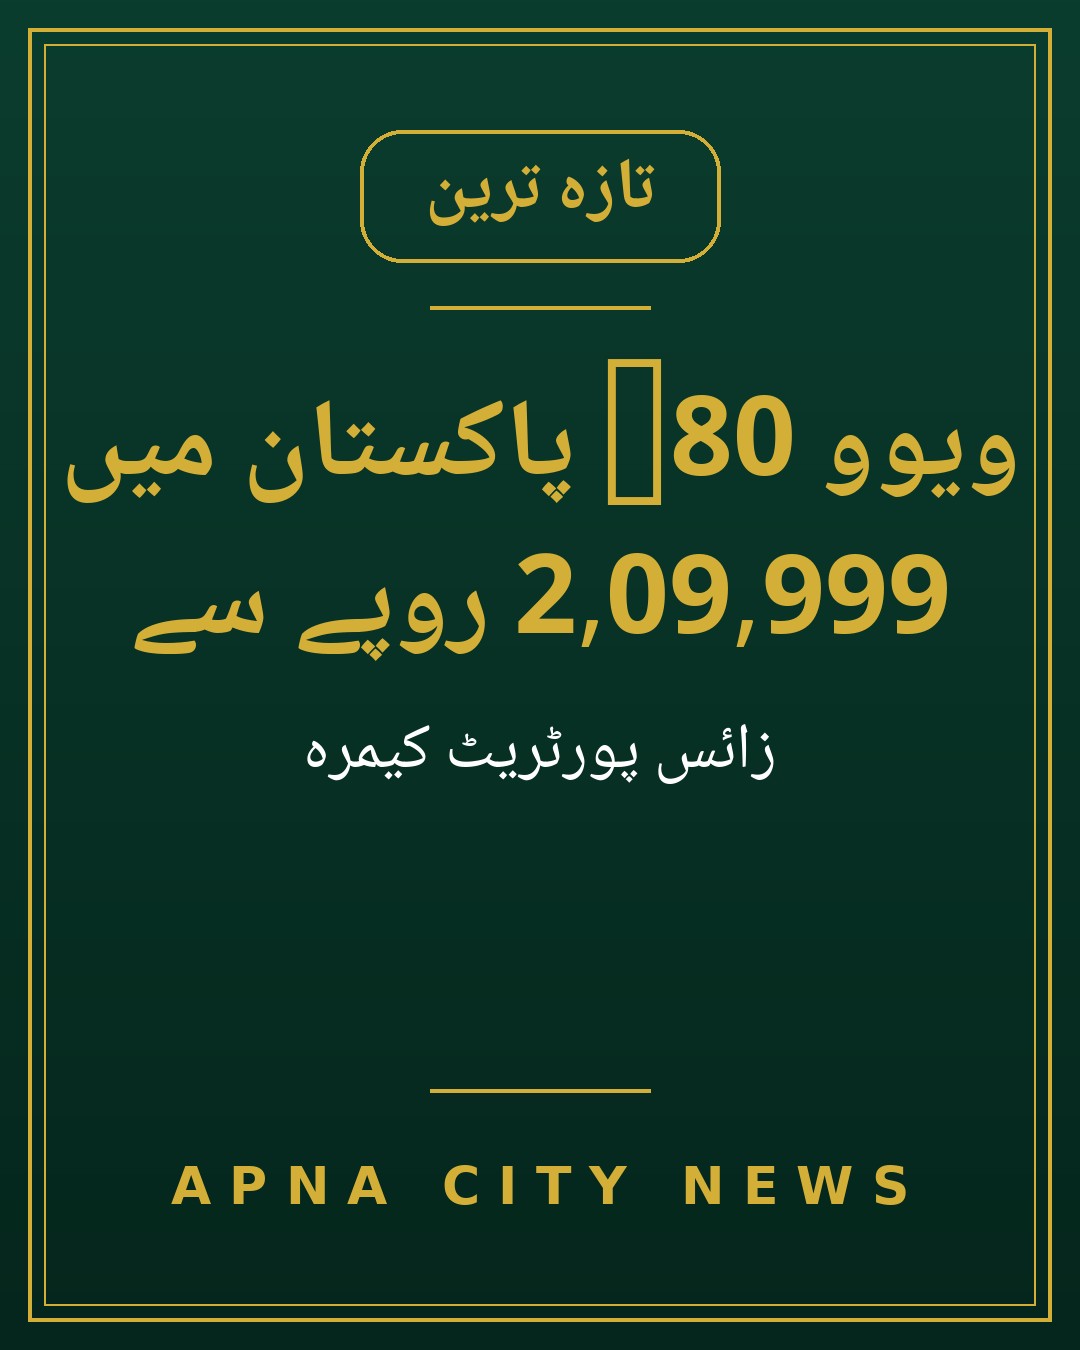 تازہ ترین
ویوو 80▯ پاکستان میں
2,09,999 روپے سے
زائس پورٹریٹ کیمرہ
APNA CITY NEWS